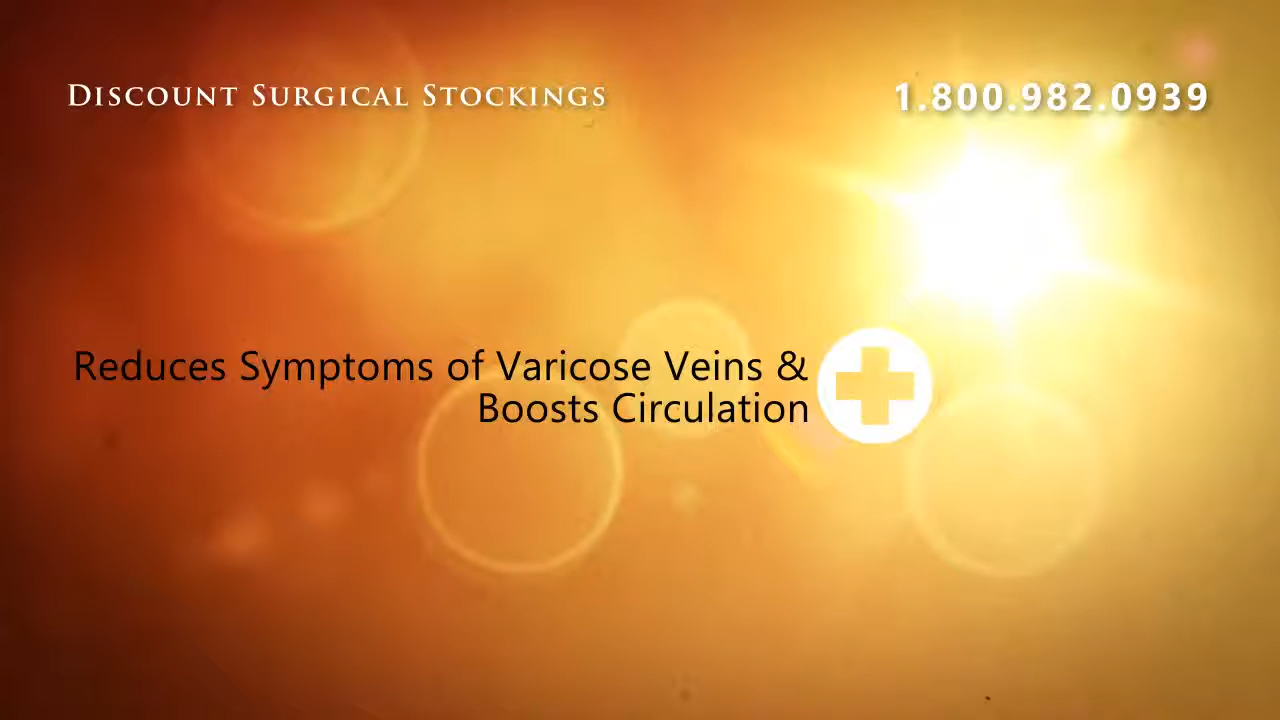 Discount Surgical Stockings
1.800.982.0939
Reduces Symptoms of Varicose Veins &
Boosts Circulation